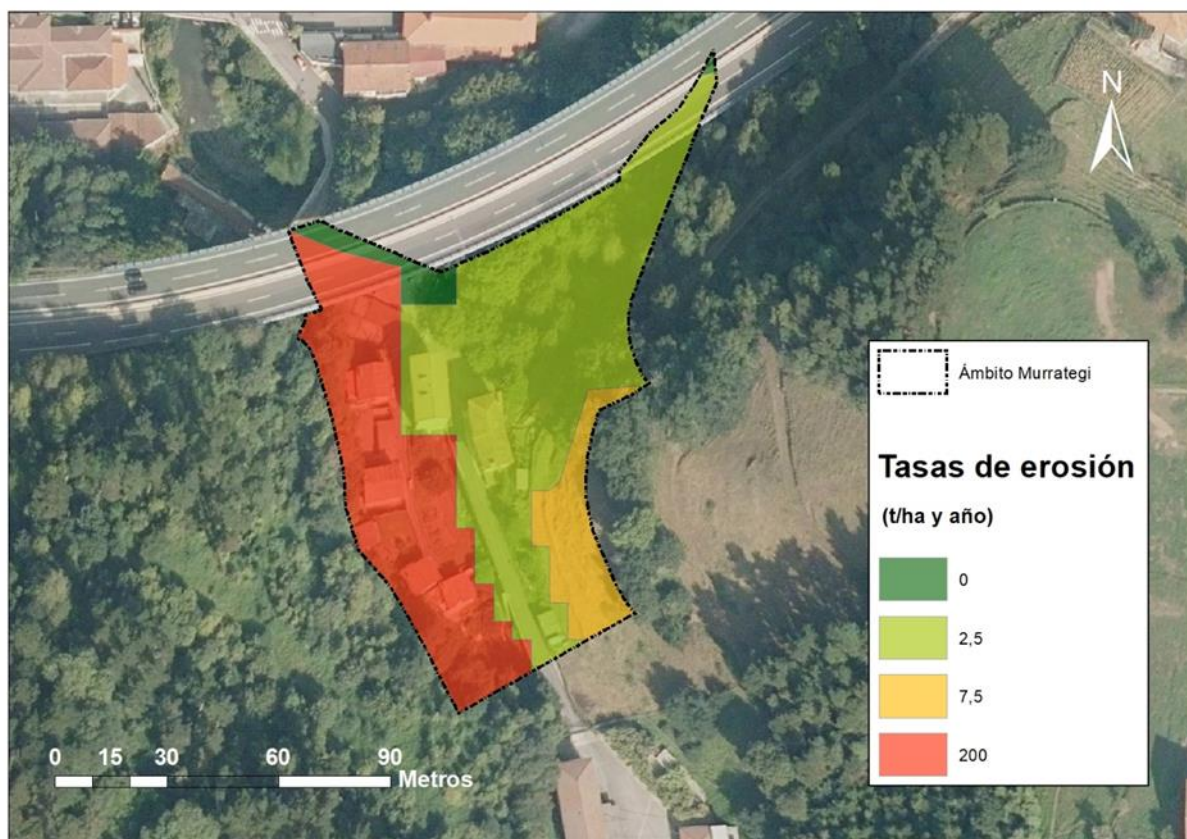 N
Ámbito Murrategi
Tasas de erosión
(t/ha y año)
0
2,5
7,5
200
0 15 30 60 90
Metros